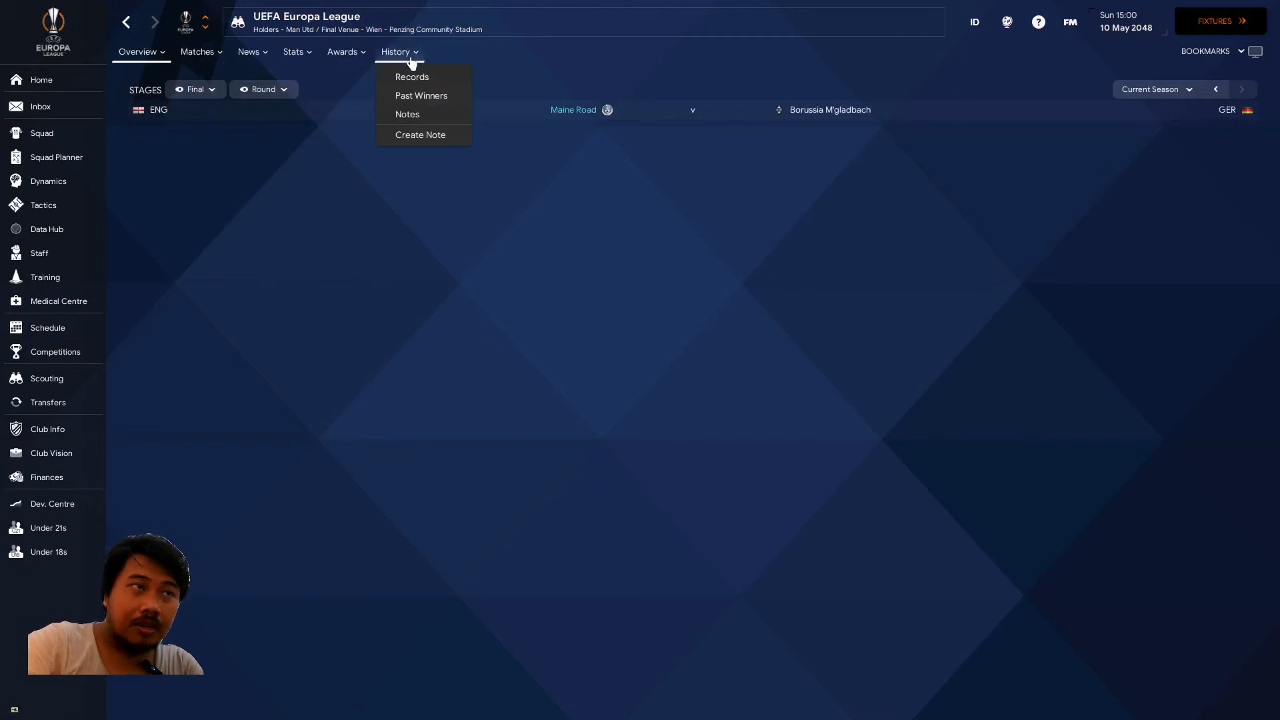 EUROPA
LEAGUE
UEFA Europa League
Holders - Man Utd / Final Venue - Wien - Penzing Community Stadium
ID
?
FM
Sun 15:00
10 May 2048
FIXTURES
Overview
Matches
News
Stats
Awards
History
BOOKMARKS
Records
Past Winners
Notes
Create Note
STAGES
Final
Round
Current Season
ENG
Maine Road
v
Borussia M'gladbach
GER
Home
Inbox
Squad
Squad Planner
Dynamics
Tactics
Data Hub
Staff
Training
Medical Centre
Schedule
Competitions
Scouting
Transfers
Club Info
Club Vision
Finances
Dev. Centre
Under 21s
Under 18s